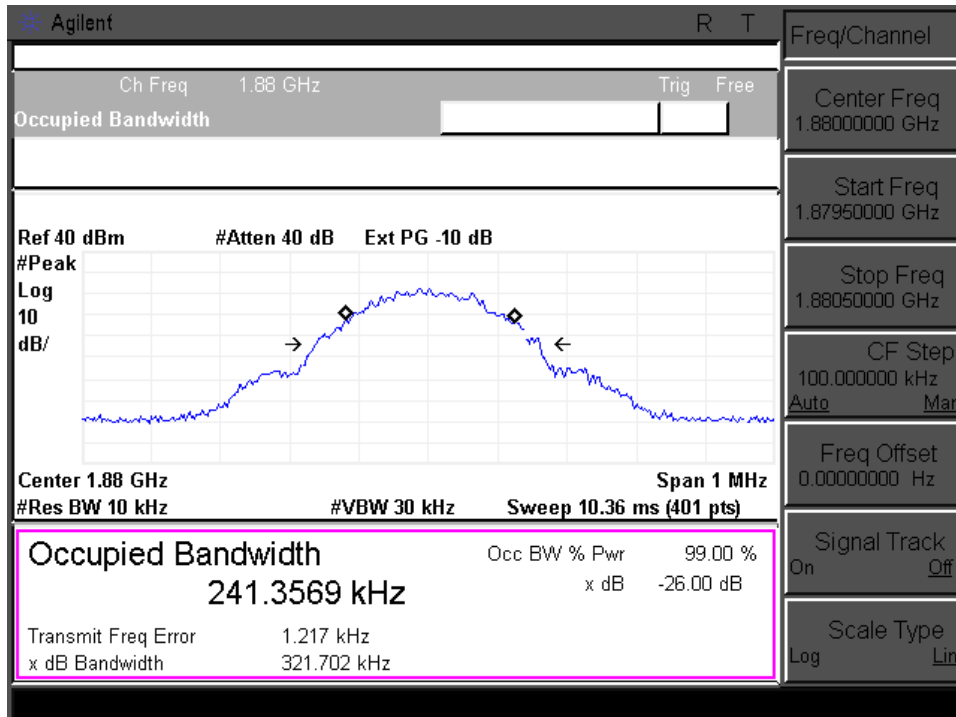 Agilent R T
Ch Freq 1.88 GHz Trig Free
Occupied Bandwidth
Ref 40 dBm #Atten 40 dB Ext PG -10 dB
#Peak
Log
10
dB/
Center 1.88 GHz Span 1 MHz
#Res BW 10 kHz #VBW 30 kHz Sweep 10.36 ms (401 pts)
Occupied Bandwidth
241.3569 kHz
Occ BW % Pwr 99.00 %
x dB -26.00 dB
Transmit Freq Error 1.217 kHz
x dB Bandwidth 321.702 kHz
Freq/Channel
Center Freq
1.88000000 GHz
Start Freq
1.87950000 GHz
Stop Freq
1.88050000 GHz
CF Step
100.000000 kHz
Auto Man
Freq Offset
0.00000000 Hz
Signal Track
On Off
Scale Type
Log Lin